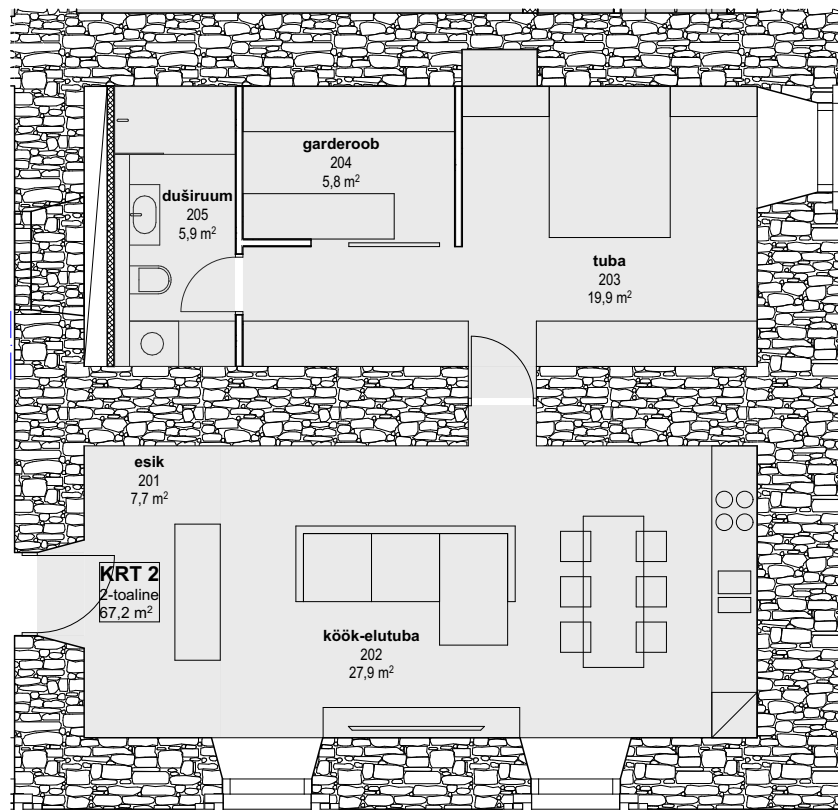 garderoob
204
5,8 m²
duširuum
205
5,9 m²
tuba
203
19,9 m²
esik
201
7,7 m²
KRT 2
2-toaline
67,2 m²
köök-elutuba
202
27,9 m²